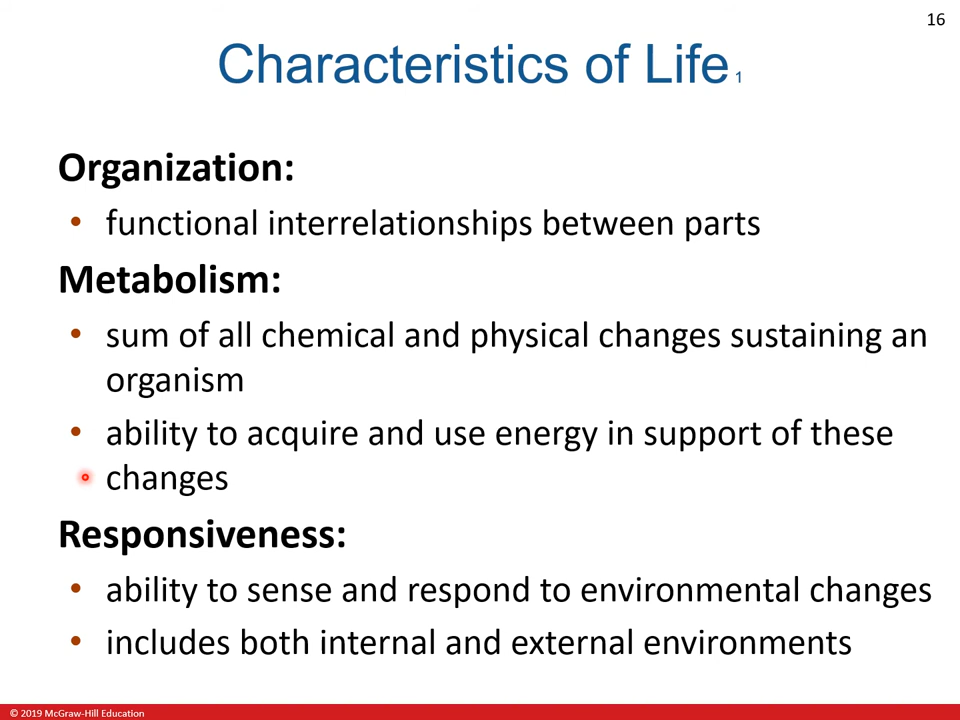 16
Characteristics of Life 1
Organization:
• functional interrelationships between parts
Metabolism:
• sum of all chemical and physical changes sustaining an
organism
• ability to acquire and use energy in support of these
changes
Responsiveness:
• ability to sense and respond to environmental changes
• includes both internal and external environments
© 2019 McGraw-Hill Education